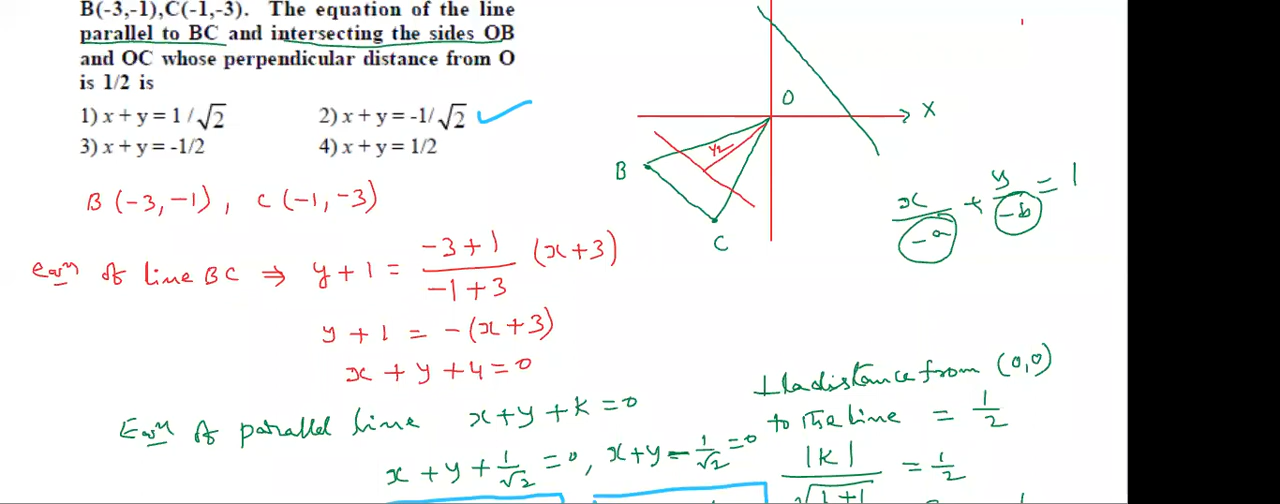 B(-3,-1),C(-1,-3). The equation of the line
parallel to BC and intersecting the sides OB
and OC whose perpendicular distance from O
is 1/2 is
1) x + y = 1 / √2 2) x + y = -1/ √2
3) x + y = -1/2 4) x + y = 1/2
O
X
B
1/2
C
x/-a + y/-b = 1
B (-3, -1), C (-1, -3)
Eqn of line BC ⇒ y + 1 = (-3 + 1)/(-1 + 3) (x + 3)
y + 1 = -(x + 3)
x + y + 4 = 0
Eqn of parallel line x + y + k = 0
x + y + 1/√2 = 0, x + y - 1/√2 = 0
⊥la distance from (0,0)
to the line = 1/2
|k|/√1+1 = 1/2